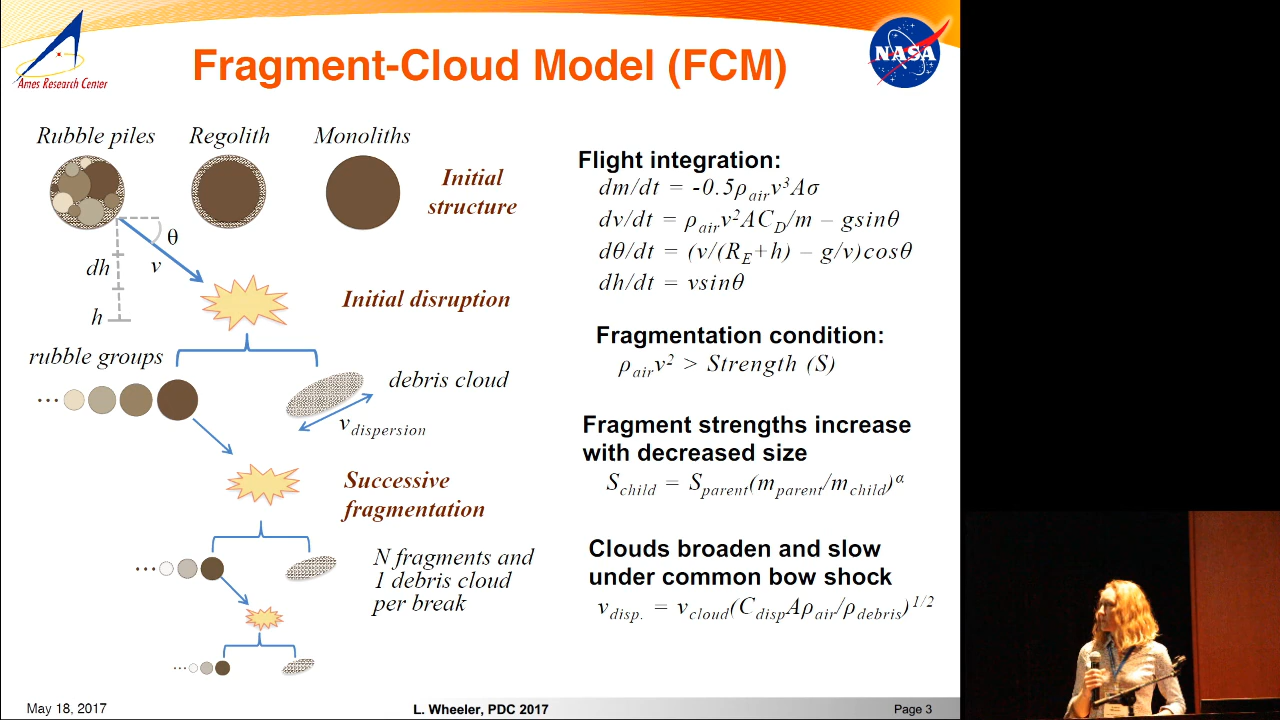 Ames Research Center
NASA
Fragment-Cloud Model (FCM)
Rubble piles
Regolith
Monoliths
Initial
structure
θ
dh
v
h
Initial disruption
rubble groups
debris cloud
v_dispersion
Successive
fragmentation
N fragments and
1 debris cloud
per break
Flight integration:
dm/dt = -0.5ρ_air v³Aσ
dv/dt = ρ_air v²AC_D/m – gsinθ
dθ/dt = (v/(R_E+h) – g/v)cosθ
dh/dt = vsinθ
Fragmentation condition:
ρ_air v² > Strength (S)
Fragment strengths increase
with decreased size
S_child = S_parent(m_parent/m_child)^α
Clouds broaden and slow
under common bow shock
v_disp. = v_cloud(C_disp Aρ_air/ρ_debris)^1/2
May 18, 2017
L. Wheeler, PDC 2017
Page 3